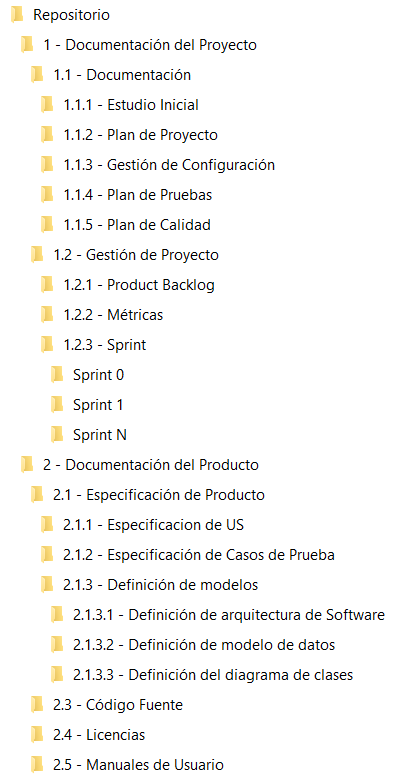 Repositorio
1 - Documentación del Proyecto
1.1 - Documentación
1.1.1 - Estudio Inicial
1.1.2 - Plan de Proyecto
1.1.3 - Gestión de Configuración
1.1.4 - Plan de Pruebas
1.1.5 - Plan de Calidad
1.2 - Gestión de Proyecto
1.2.1 - Product Backlog
1.2.2 - Métricas
1.2.3 - Sprint
Sprint 0
Sprint 1
Sprint N
2 - Documentación del Producto
2.1 - Especificación de Producto
2.1.1 - Especificacion de US
2.1.2 - Especificación de Casos de Prueba
2.1.3 - Definición de modelos
2.1.3.1 - Definición de arquitectura de Software
2.1.3.2 - Definición de modelo de datos
2.1.3.3 - Definición del diagrama de clases
2.3 - Código Fuente
2.4 - Licencias
2.5 - Manuales de Usuario